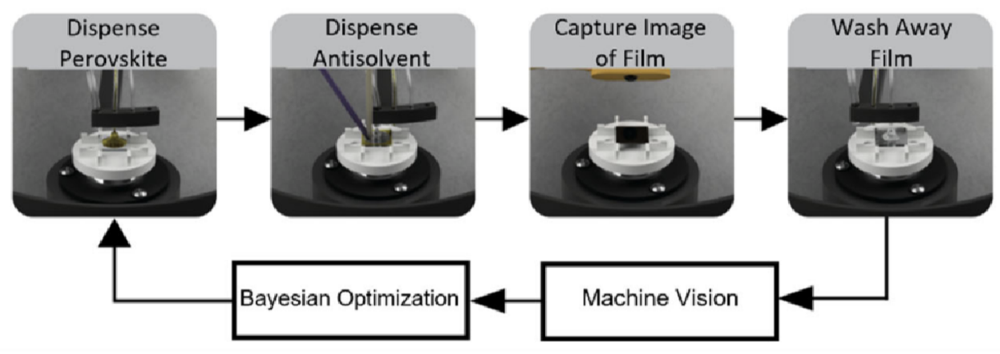 Dispense
Perovskite
Dispense
Antisolvent
Capture Image
of Film
Wash Away
Film
Bayesian Optimization
Machine Vision